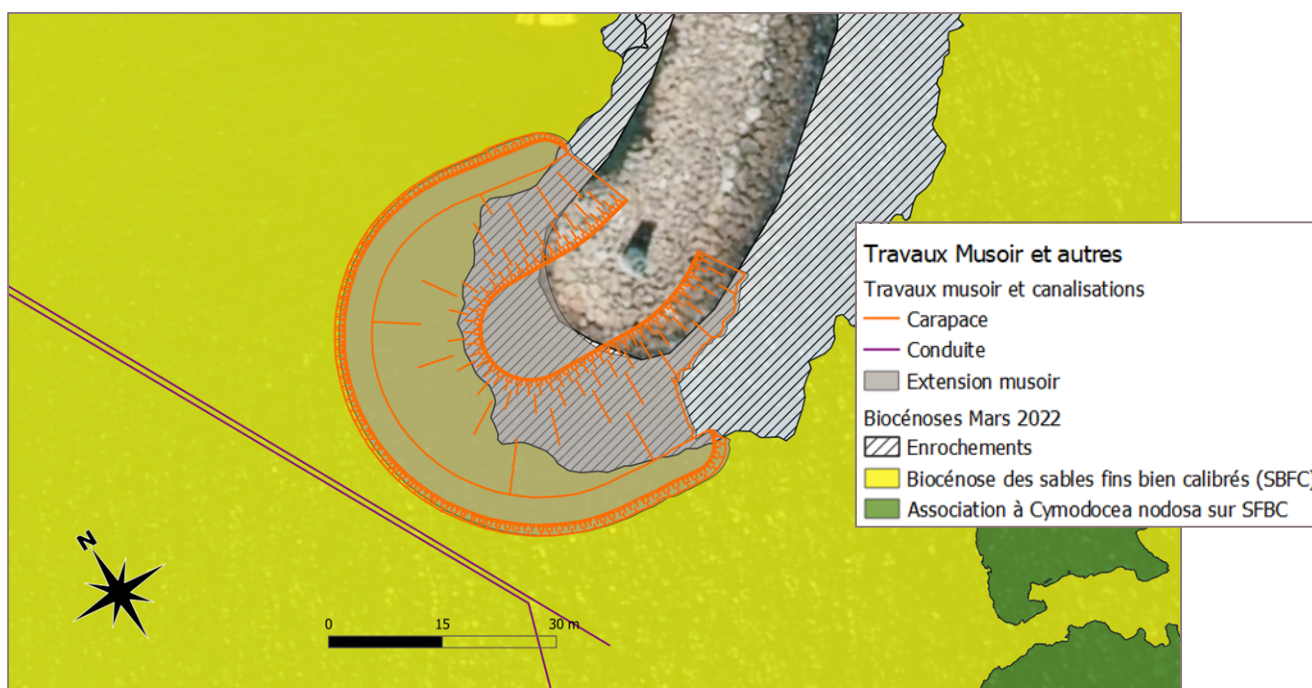 Travaux Musoir et autres
Travaux musoir et canalisations
Carapace
Conduite
Extension musoir
Biocénoses Mars 2022
Enrochements
Biocénose des sables fins bien calibrés (SBFC)
Association à Cymodocea nodosa sur SFBC
N
0 15 30 m